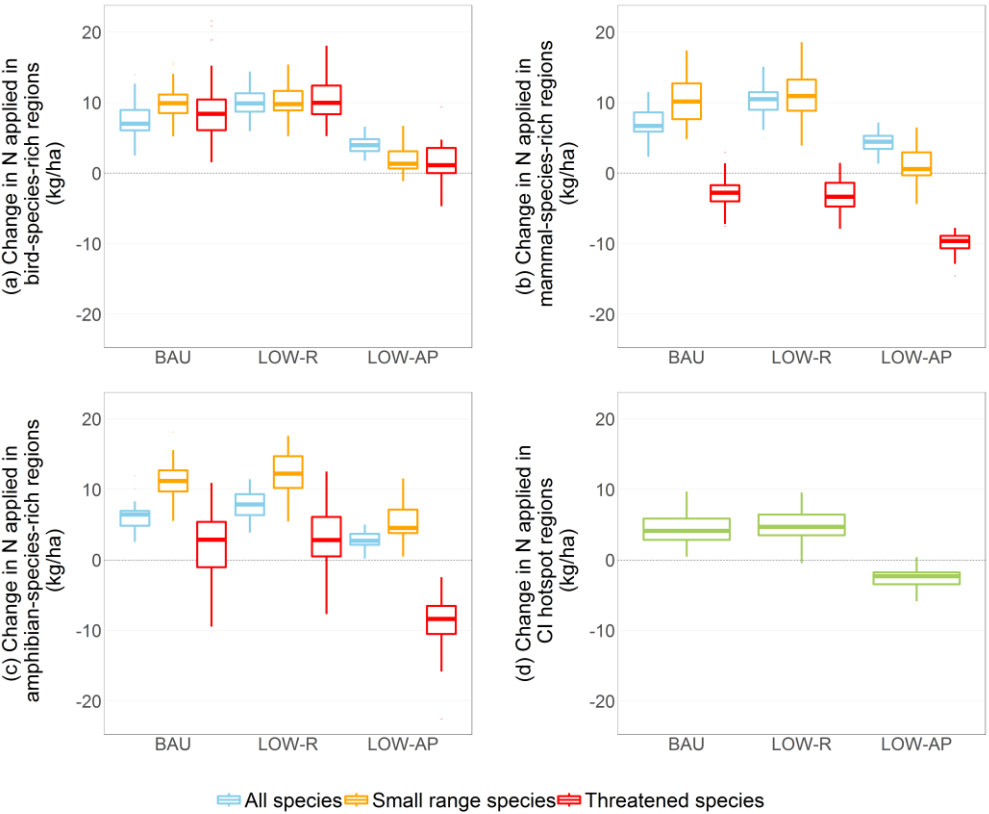 (a) Change in N applied in
bird-species-rich regions
(kg/ha)
20
10
0
-10
-20
BAU LOW-R LOW-AP
(b) Change in N applied in
mammal-species-rich regions
(kg/ha)
20
10
0
-10
-20
BAU LOW-R LOW-AP
(c) Change in N applied in
amphibian-species-rich regions
(kg/ha)
20
10
0
-10
-20
BAU LOW-R LOW-AP
(d) Change in N applied in
CI hotspot regions
(kg/ha)
20
10
0
-10
-20
BAU LOW-R LOW-AP
All species Small range species Threatened species